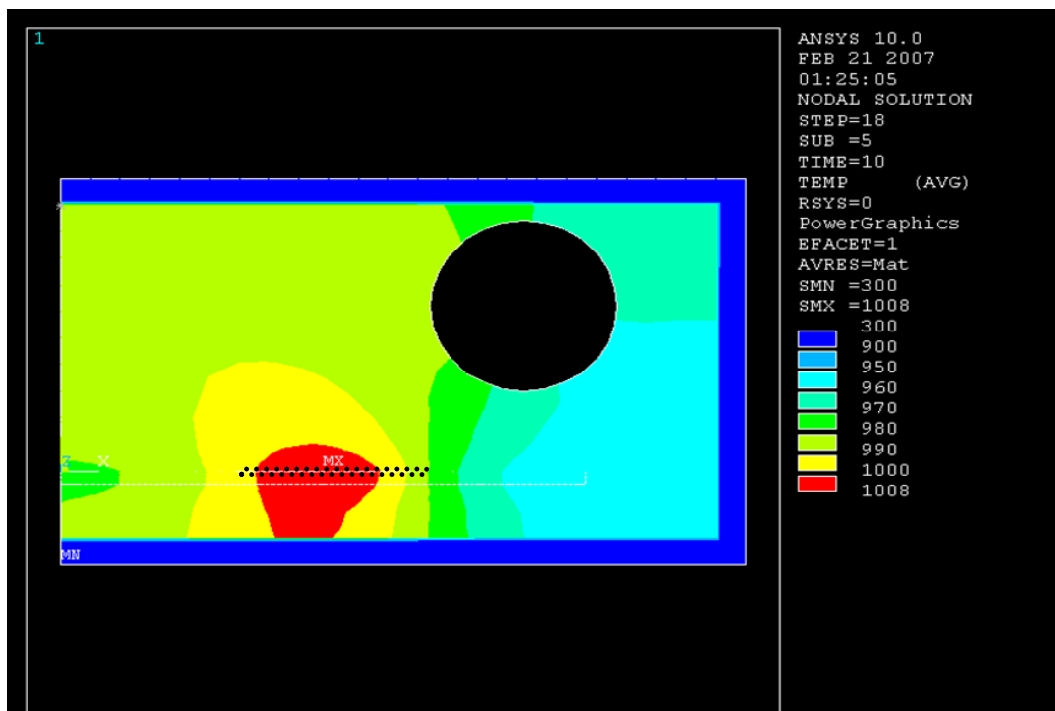 1
ANSYS 10.0
FEB 21 2007
01:25:05
NODAL SOLUTION
STEP=18
SUB =5
TIME=10
TEMP (AVG)
RSYS=0
PowerGraphics
EFACET=1
AVRES=Mat
SMN =300
SMX =1008
300
900
950
960
970
980
990
1000
1008
Z X
MX
MN